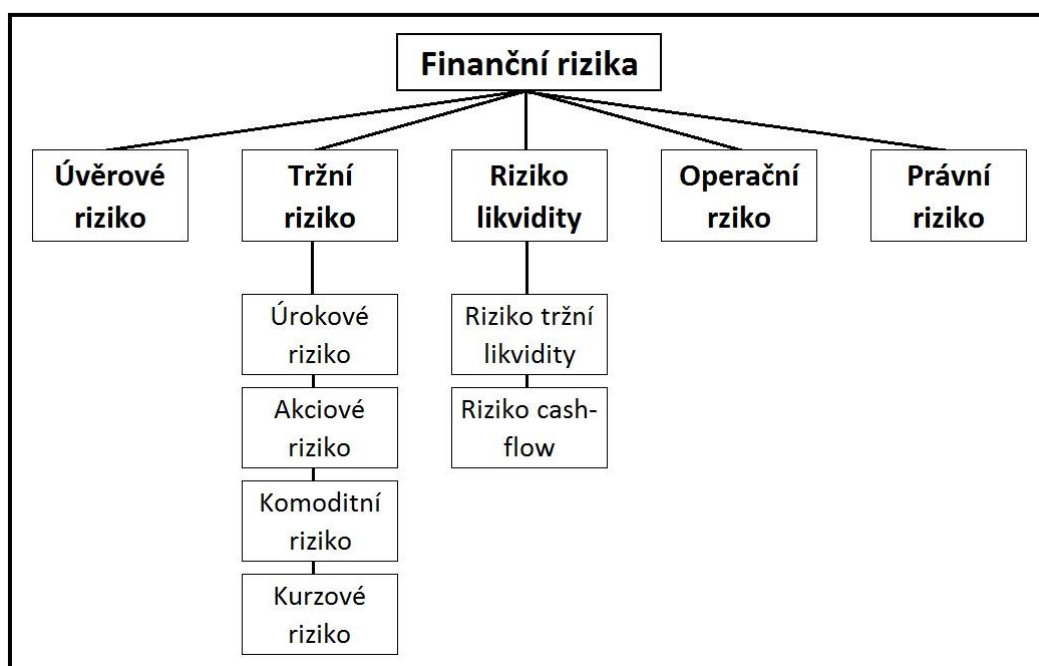 Finanční rizika
Úvěrové
riziko
Tržní
riziko
Riziko
likvidity
Operační
rziko
Právní
riziko
Úrokové
riziko
Akciové
riziko
Komoditní
riziko
Kurzové
riziko
Riziko tržní
likvidity
Riziko cash-
flow